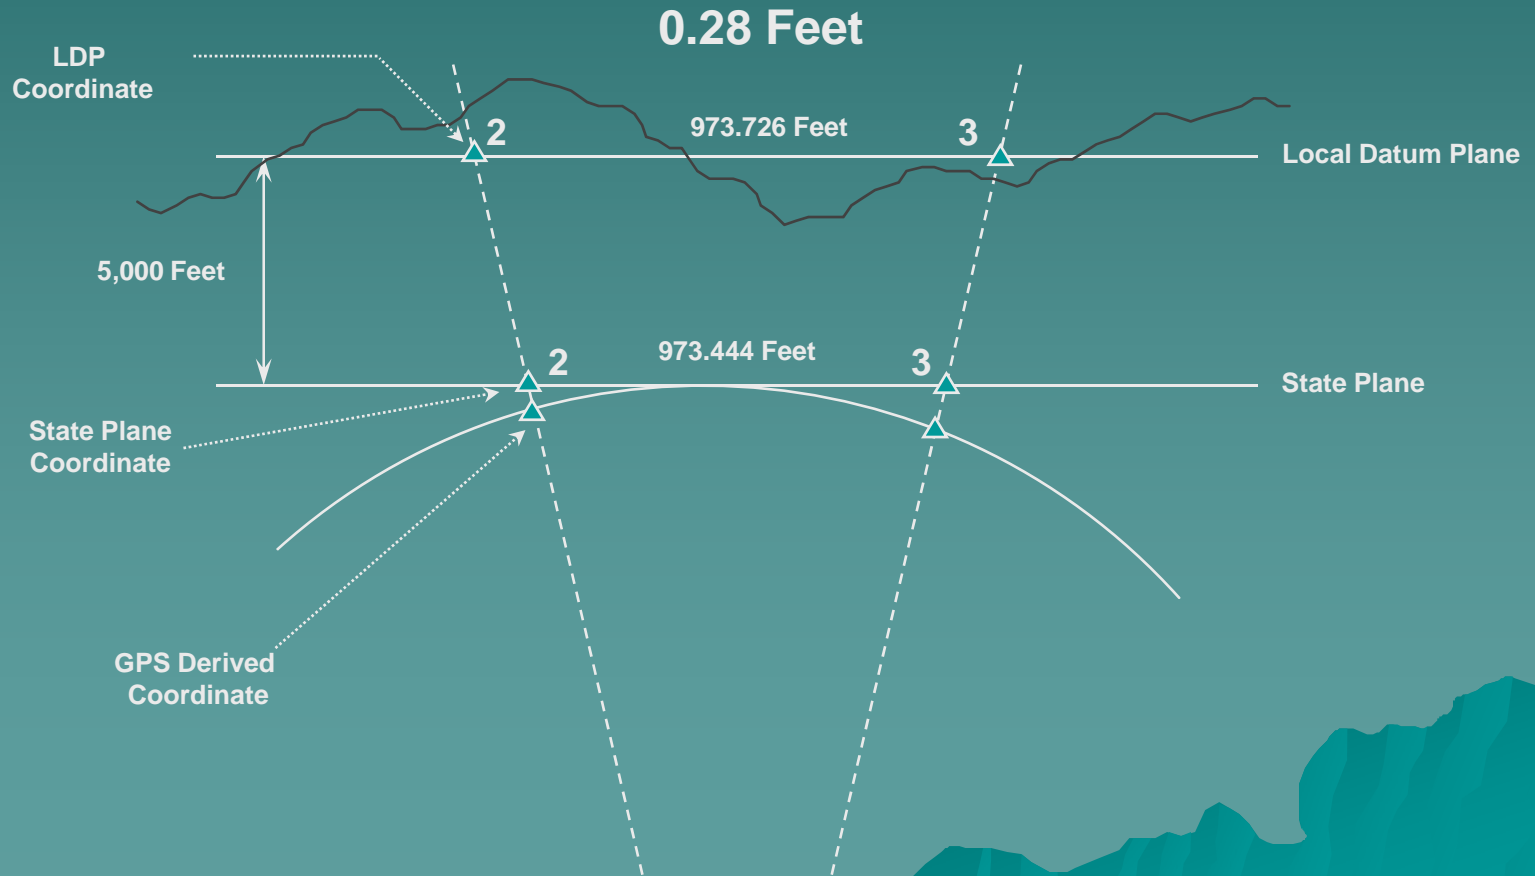 0.28 Feet
LDP
Coordinate
2
973.726 Feet
3
Local Datum Plane
5,000 Feet
2
973.444 Feet
3
State Plane
State Plane
Coordinate
GPS Derived
Coordinate